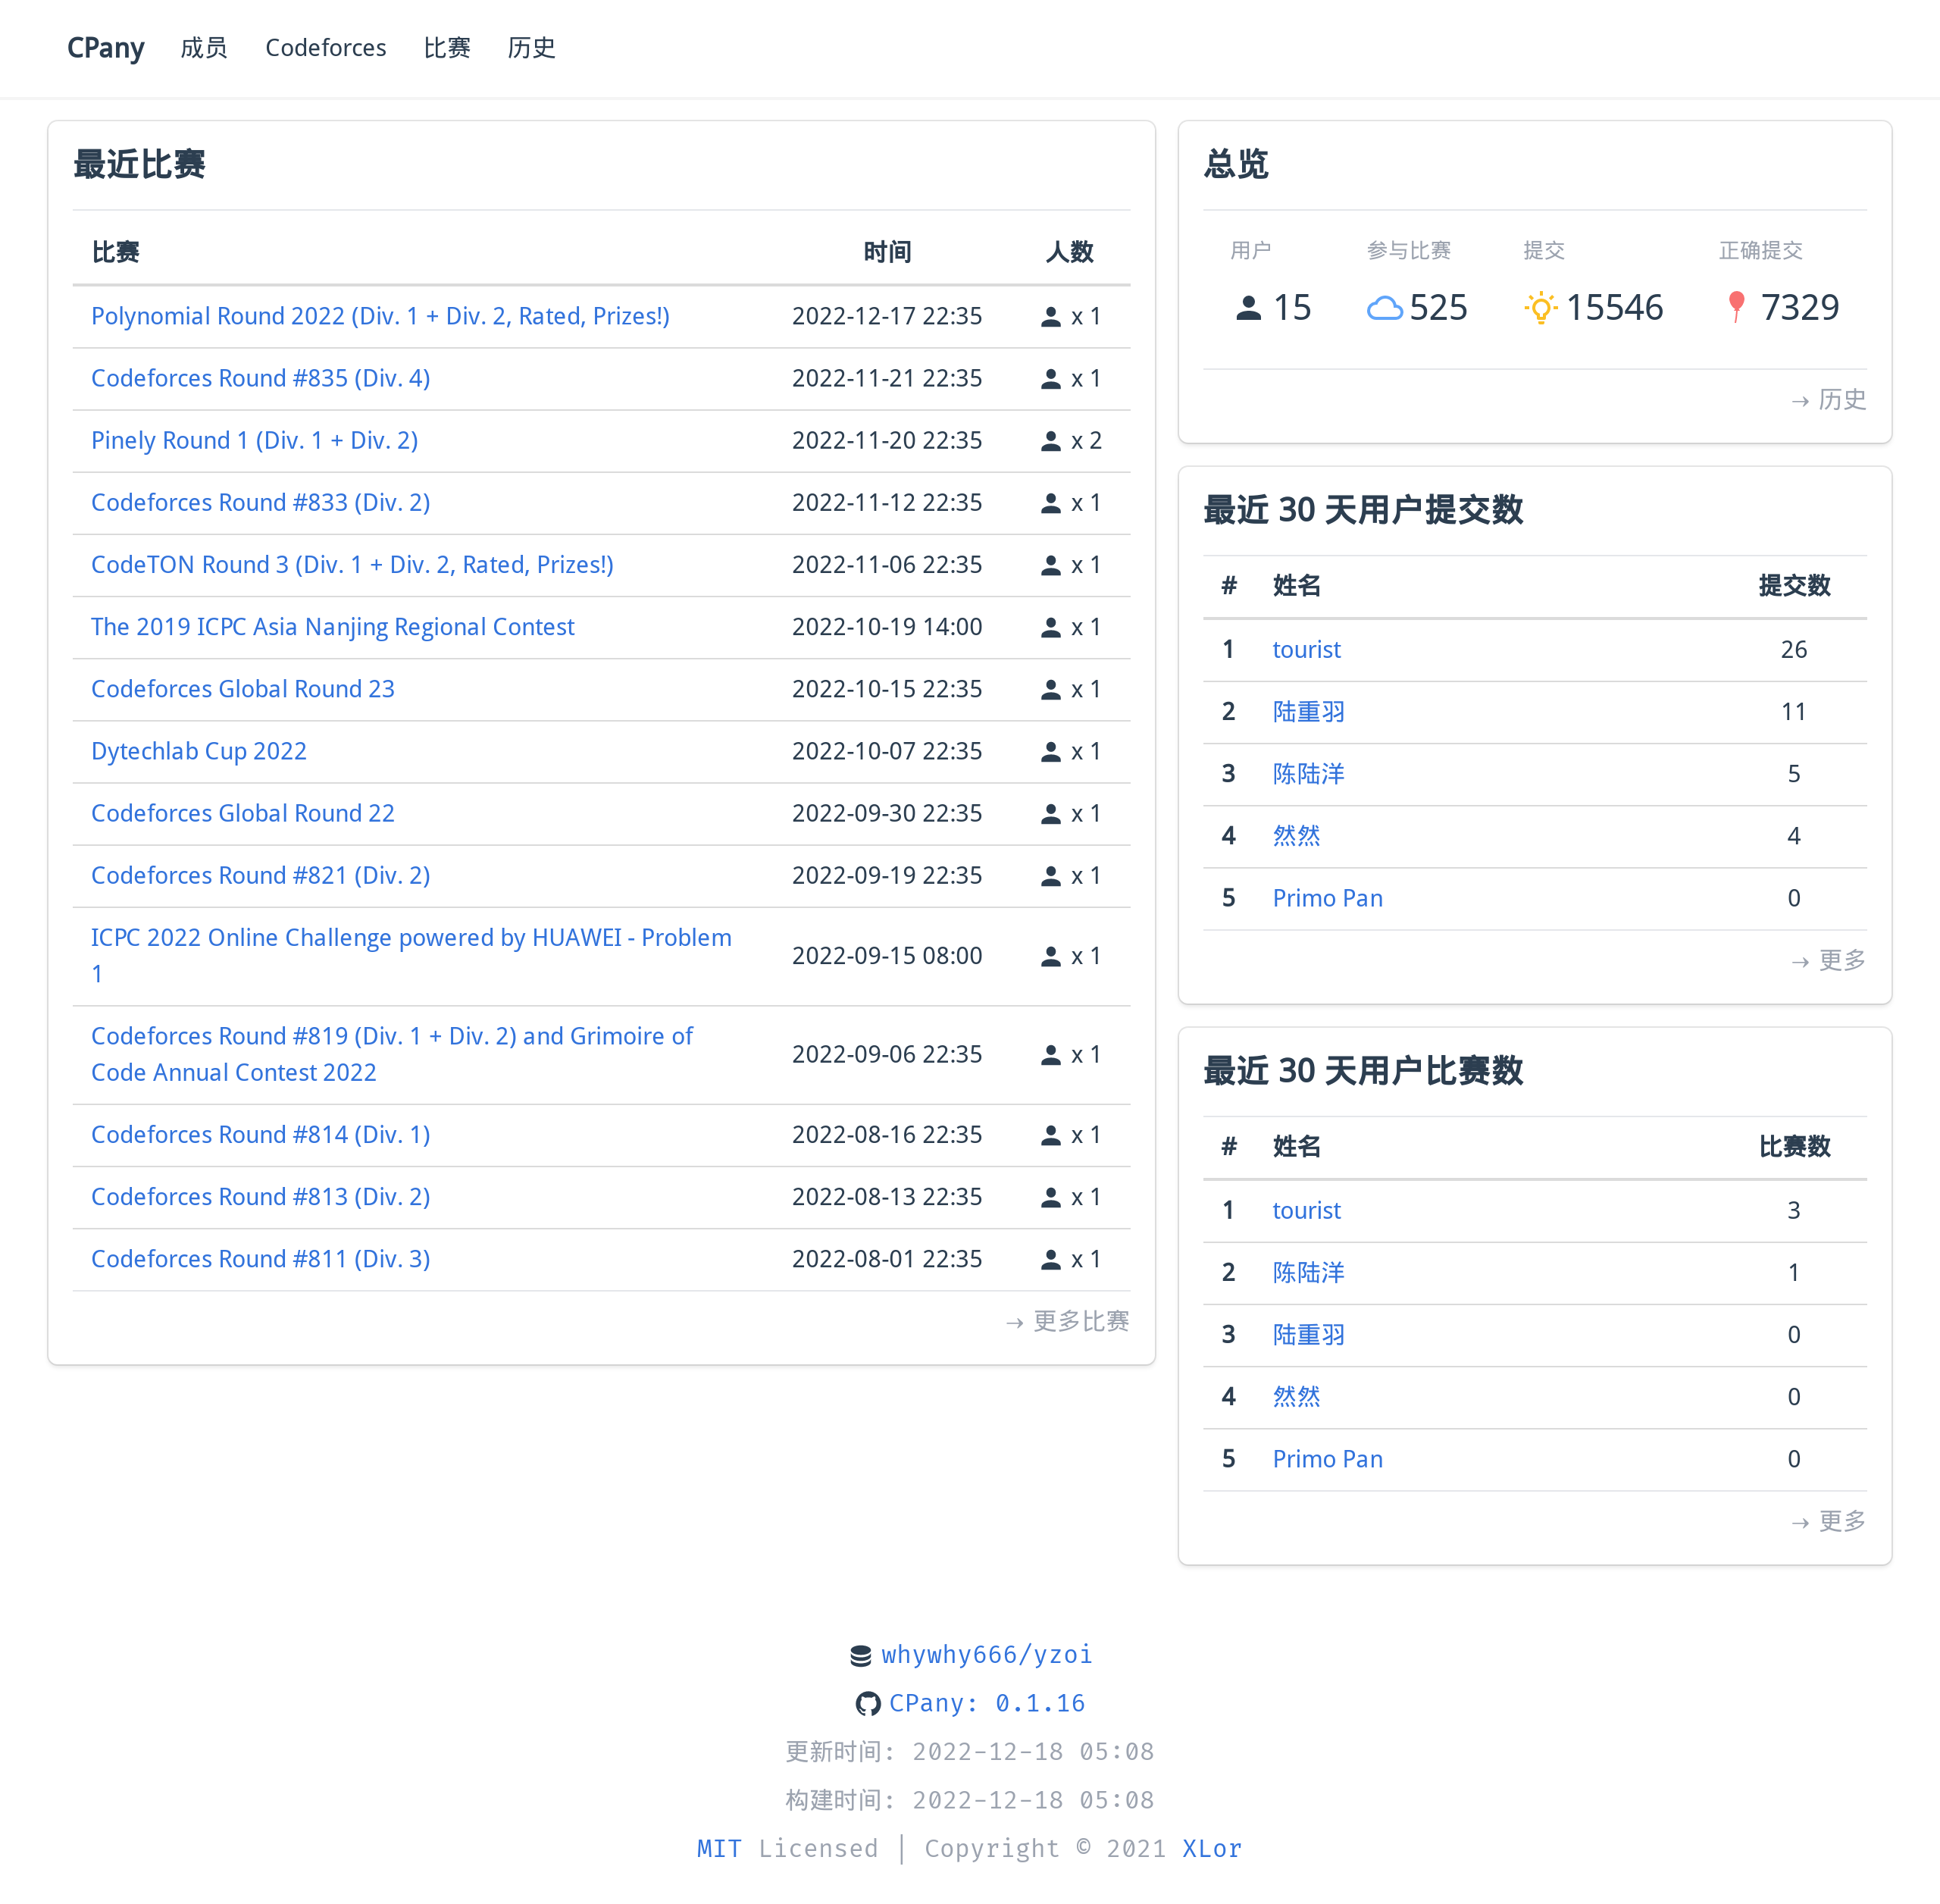 CPany 成员 Codeforces 比赛 历史
最近比赛
比赛 时间 人数
Polynomial Round 2022 (Div. 1 + Div. 2, Rated, Prizes!) 2022-12-17 22:35 x 1
Codeforces Round #835 (Div. 4) 2022-11-21 22:35 x 1
Pinely Round 1 (Div. 1 + Div. 2) 2022-11-20 22:35 x 2
Codeforces Round #833 (Div. 2) 2022-11-12 22:35 x 1
CodeTON Round 3 (Div. 1 + Div. 2, Rated, Prizes!) 2022-11-06 22:35 x 1
The 2019 ICPC Asia Nanjing Regional Contest 2022-10-19 14:00 x 1
Codeforces Global Round 23 2022-10-15 22:35 x 1
Dytechlab Cup 2022 2022-10-07 22:35 x 1
Codeforces Global Round 22 2022-09-30 22:35 x 1
Codeforces Round #821 (Div. 2) 2022-09-19 22:35 x 1
ICPC 2022 Online Challenge powered by HUAWEI - Problem
1 2022-09-15 08:00 x 1
Codeforces Round #819 (Div. 1 + Div. 2) and Grimoire of
Code Annual Contest 2022 2022-09-06 22:35 x 1
Codeforces Round #814 (Div. 1) 2022-08-16 22:35 x 1
Codeforces Round #813 (Div. 2) 2022-08-13 22:35 x 1
Codeforces Round #811 (Div. 3) 2022-08-01 22:35 x 1
→ 更多比赛
总览
用户 参与比赛 提交 正确提交
15 525 15546 7329
→ 历史
最近 30 天用户提交数
# 姓名 提交数
1 tourist 26
2 陆重羽 11
3 陈陆洋 5
4 然然 4
5 Primo Pan 0
→ 更多
最近 30 天用户比赛数
# 姓名 比赛数
1 tourist 3
2 陈陆洋 1
3 陆重羽 0
4 然然 0
5 Primo Pan 0
→ 更多
whywhy666/yzoi
CPany: 0.1.16
更新时间: 2022-12-18 05:08
构建时间: 2022-12-18 05:08
MIT Licensed | Copyright © 2021 XLor